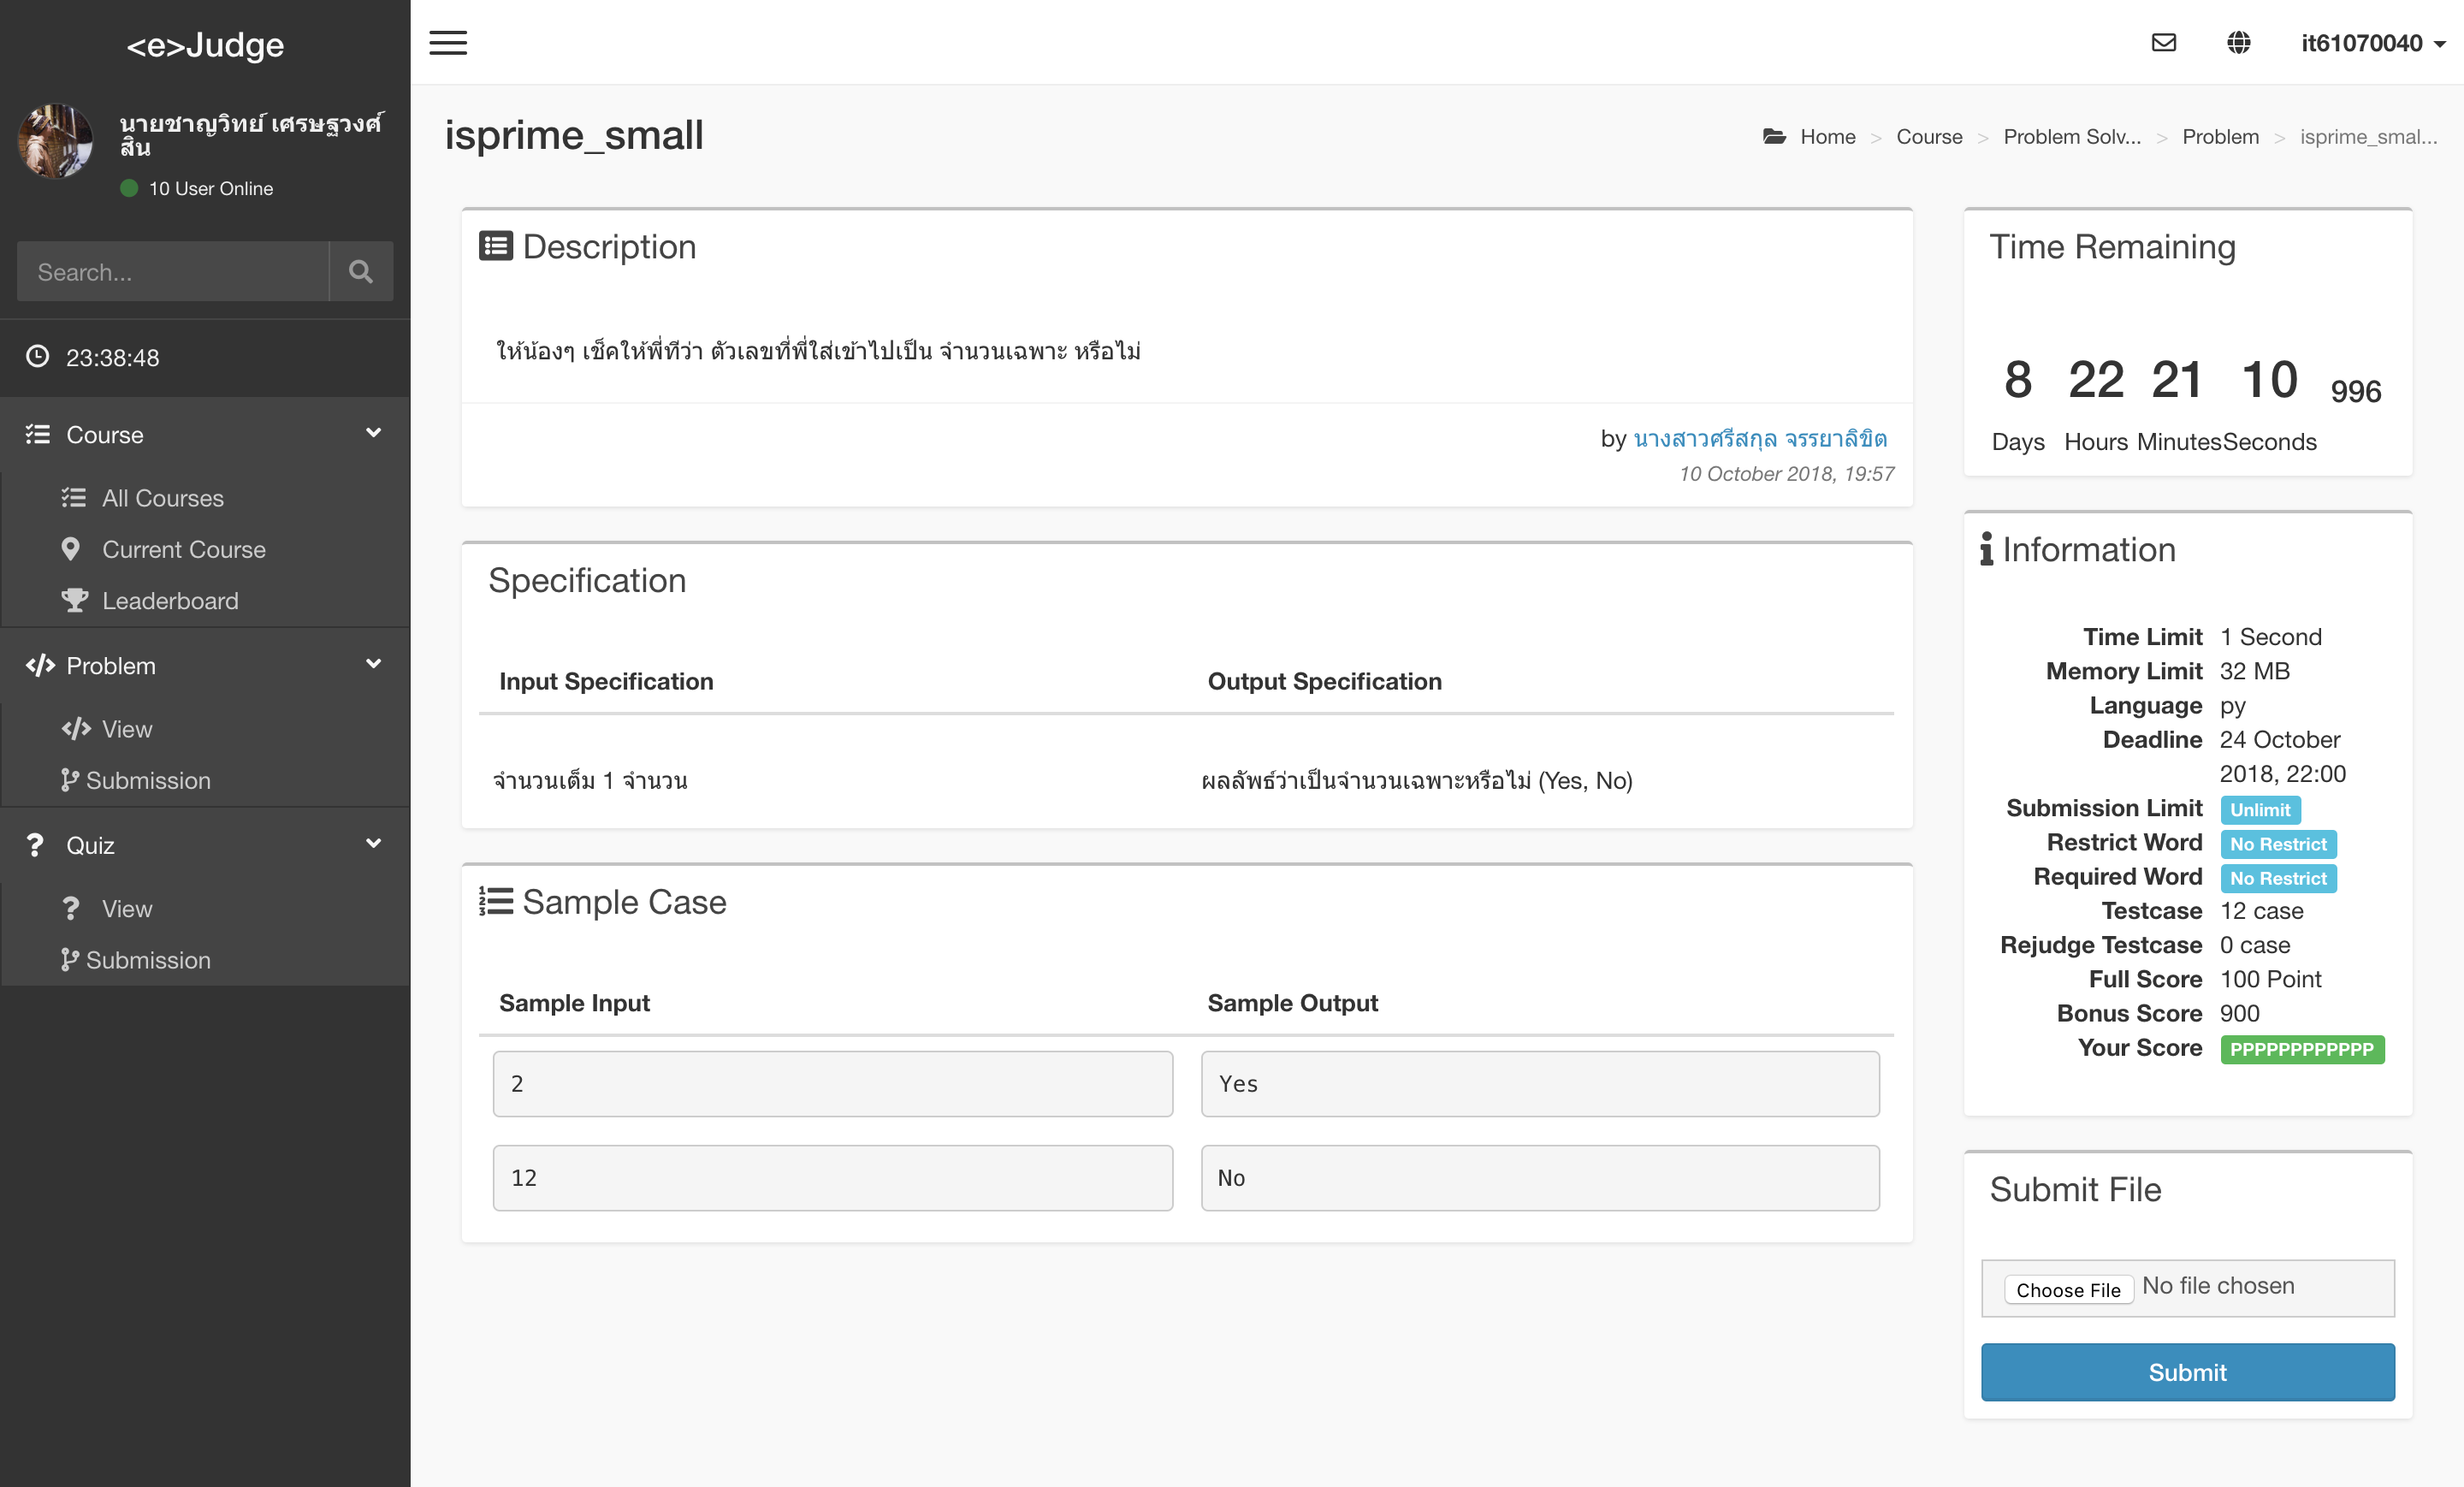 <e>Judge
นายชาญวิทย์ เศรษฐวงศ์
สิน
10 User Online
Search...
23:38:48
Course
All Courses
Current Course
Leaderboard
Problem
View
Submission
Quiz
View
Submission
it61070040
isprime_small
Home > Course > Problem Solv... > Problem > isprime_smal...
Description
ให้น้องๆ เช็คให้พี่ทีว่า ตัวเลขที่พี่ใส่เข้าไปเป็น จำนวนเฉพาะ หรือไม่
by นางสาวศรีสกุล จรรยาลิขิต
10 October 2018, 19:57
Specification
Input Specification Output Specification
จำนวนเต็ม 1 จำนวน ผลลัพธ์ว่าเป็นจำนวนเฉพาะหรือไม่ (Yes, No)
Sample Case
Sample Input Sample Output
2 Yes
12 No
Time Remaining
8 22 21 10 996
Days Hours Minutes Seconds
Information
Time Limit 1 Second
Memory Limit 32 MB
Language py
Deadline 24 October
2018, 22:00
Submission Limit Unlimit
Restrict Word No Restrict
Required Word No Restrict
Testcase 12 case
Rejudge Testcase 0 case
Full Score 100 Point
Bonus Score 900
Your Score PPPPPPPPPPPP
Submit File
Choose File No file chosen
Submit